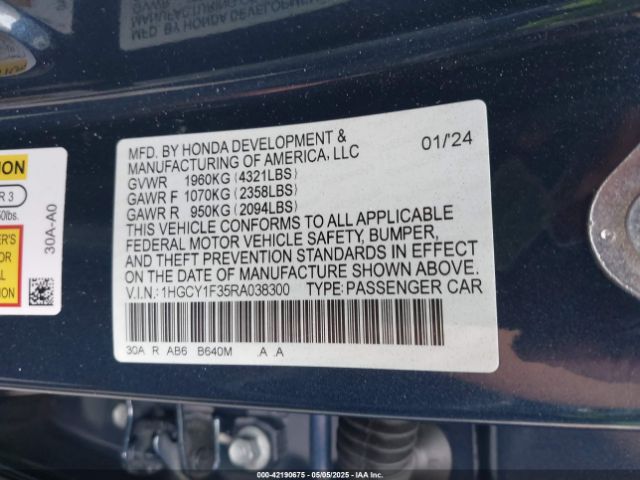 MFD. BY HONDA DEVELOPMENT &
MANUFACTURING OF AMERICA, LLC 01/'24
GVWR 1960KG (4321LBS)
GAWR F 1070KG (2358LBS)
GAWR R 950KG (2094LBS)
THIS VEHICLE CONFORMS TO ALL APPLICABLE
FEDERAL MOTOR VEHICLE SAFETY, BUMPER,
AND THEFT PREVENTION STANDARDS IN EFFECT
ON THE DATE OF MANUFACTURE SHOWN ABOVE.
V.I.N.: 1HGCY1F35RA038300 TYPE: PASSENGER CAR
30A R AB6 B640M .A .A
R 3
30A-A0
000-42190675 - 05/05/2025 - IAA Inc.